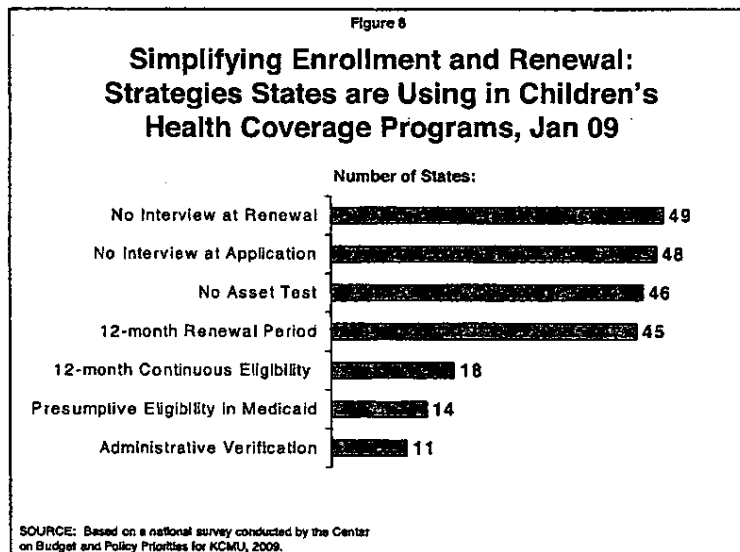 Figure 8
Simplifying Enrollment and Renewal:
Strategies States are Using in Children's
Health Coverage Programs, Jan 09
Number of States:
No Interview at Renewal 49
No Interview at Application 48
No Asset Test 46
12-month Renewal Period 45
12-month Continuous Eligibility 18
Presumptive Eligibility in Medicaid 14
Administrative Verification 11
SOURCE: Based on a national survey conducted by the Center
on Budget and Policy Priorities for KCMU, 2009.